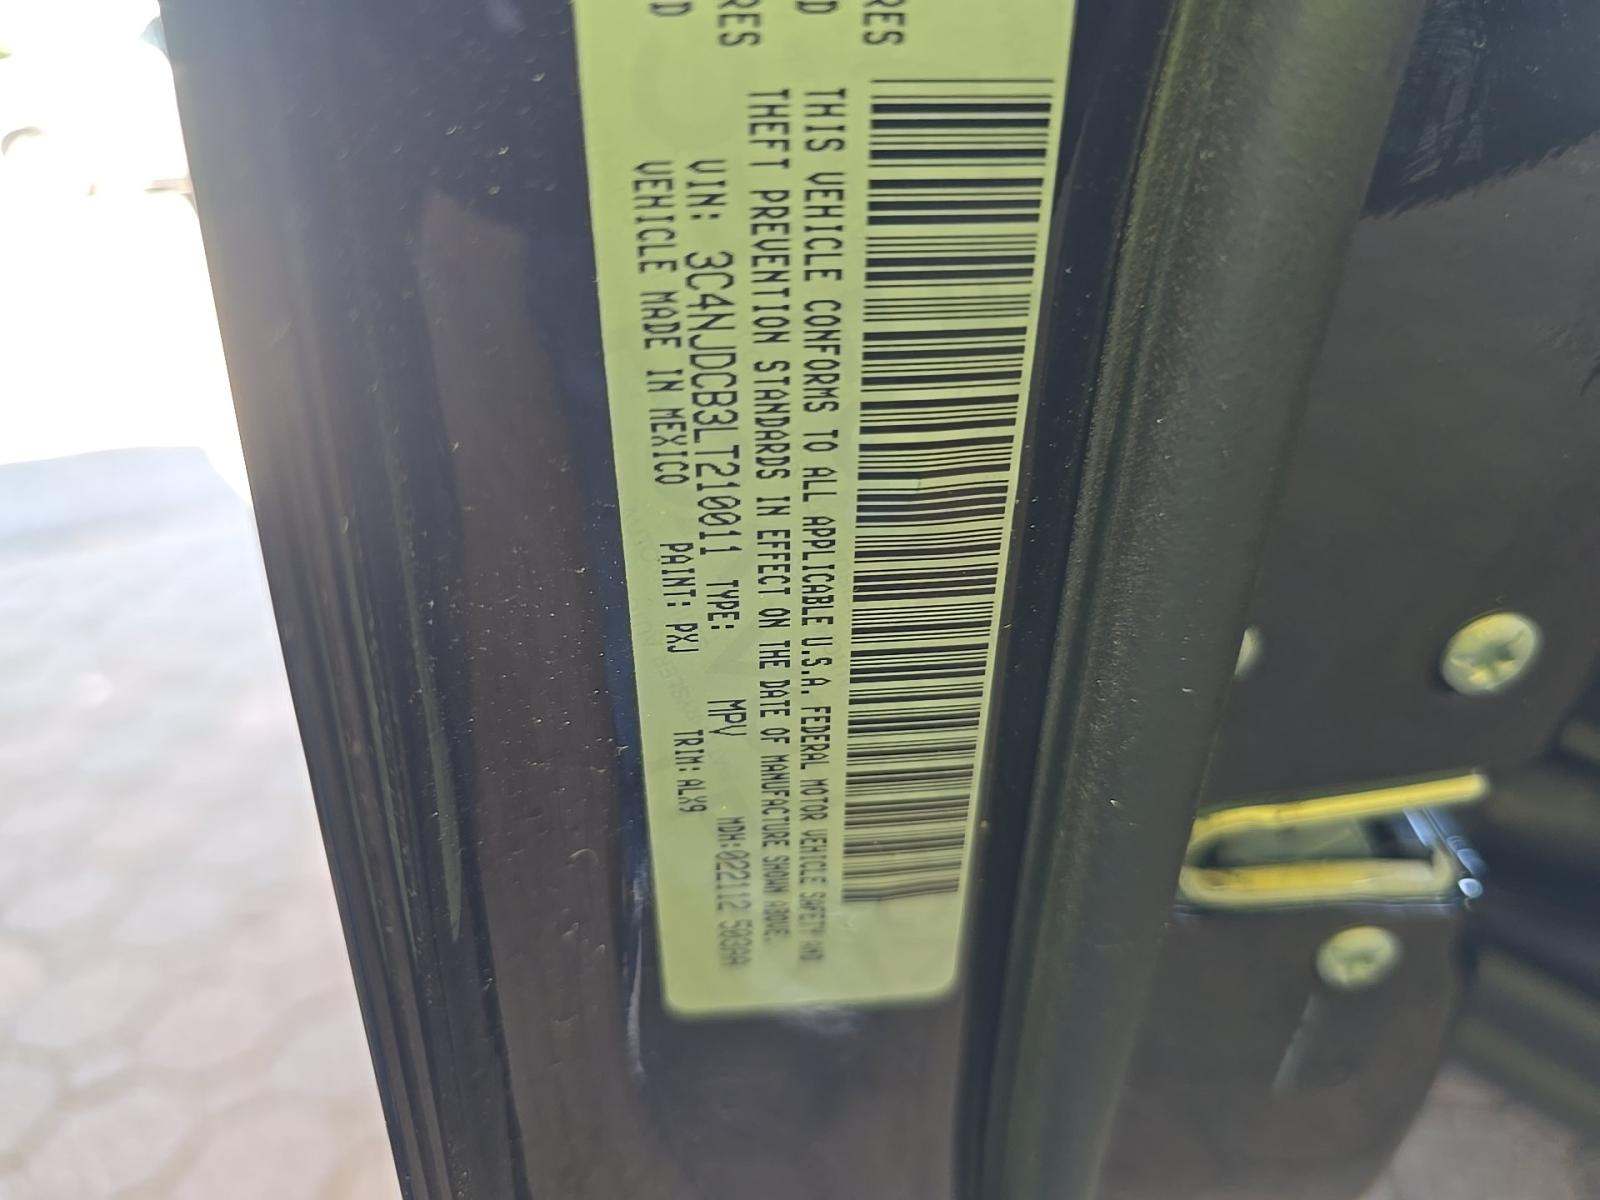 RES
D
RES
D
THIS VEHICLE CONFORMS TO ALL APPLICABLE U.S.A. FEDERAL MOTOR VEHICLE SAFETY AND
THEFT PREVENTION STANDARDS IN EFFECT ON THE DATE OF MANUFACTURE SHOWN ABOVE.
VIN: 3C4NJDCB3LT210011 TYPE: MPV MDH:022112 503AA
VEHICLE MADE IN MEXICO PAINT: PXJ TRIM:ALX9